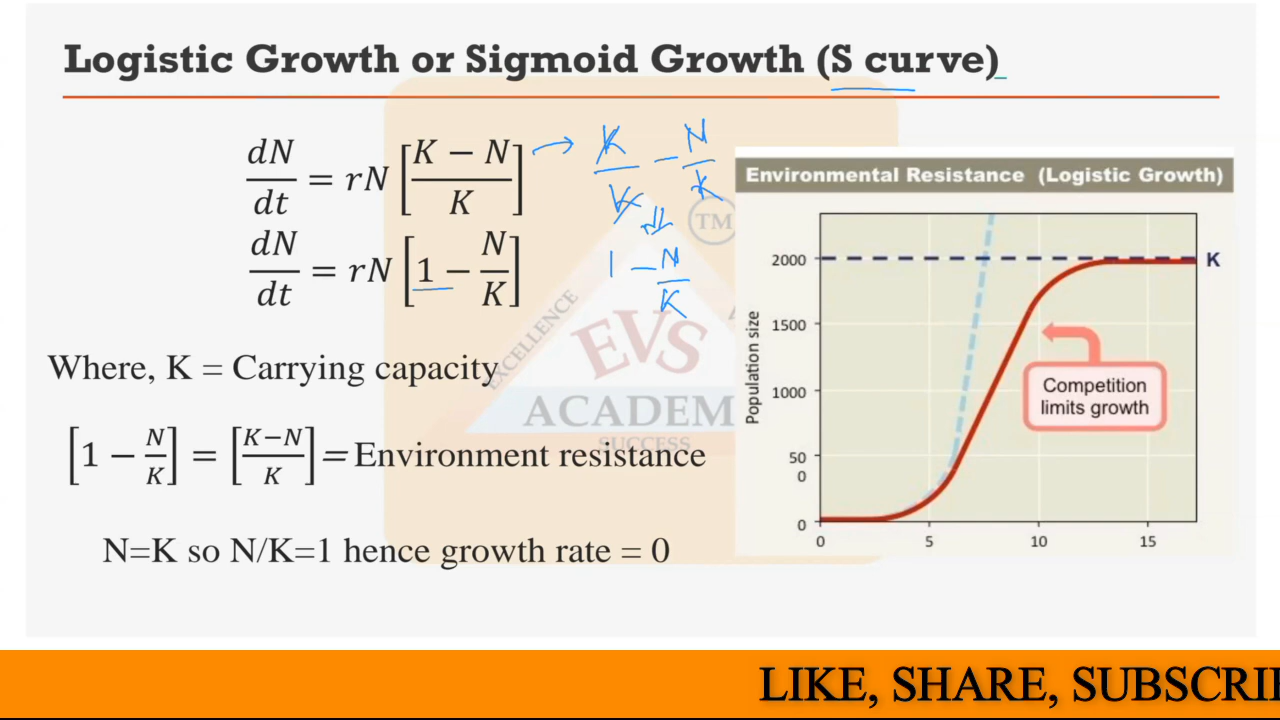 Logistic Growth or Sigmoid Growth (S curve)
dN/dt = rN [K − N / K] → K/K − N/K
⇓
dN/dt = rN [1 − N/K] 1 − N/K
Where, K = Carrying capacity
[1 − N/K] = [K−N / K] = Environment resistance
N=K so N/K=1 hence growth rate = 0
Environmental Resistance (Logistic Growth)
Population size
2000
1500
1000
50
0
0
K
Competition
limits growth
0 5 10 15
TM
EXCELLENCE
EVS
ACADEM
SUCCESS
LIKE, SHARE, SUBSCRI